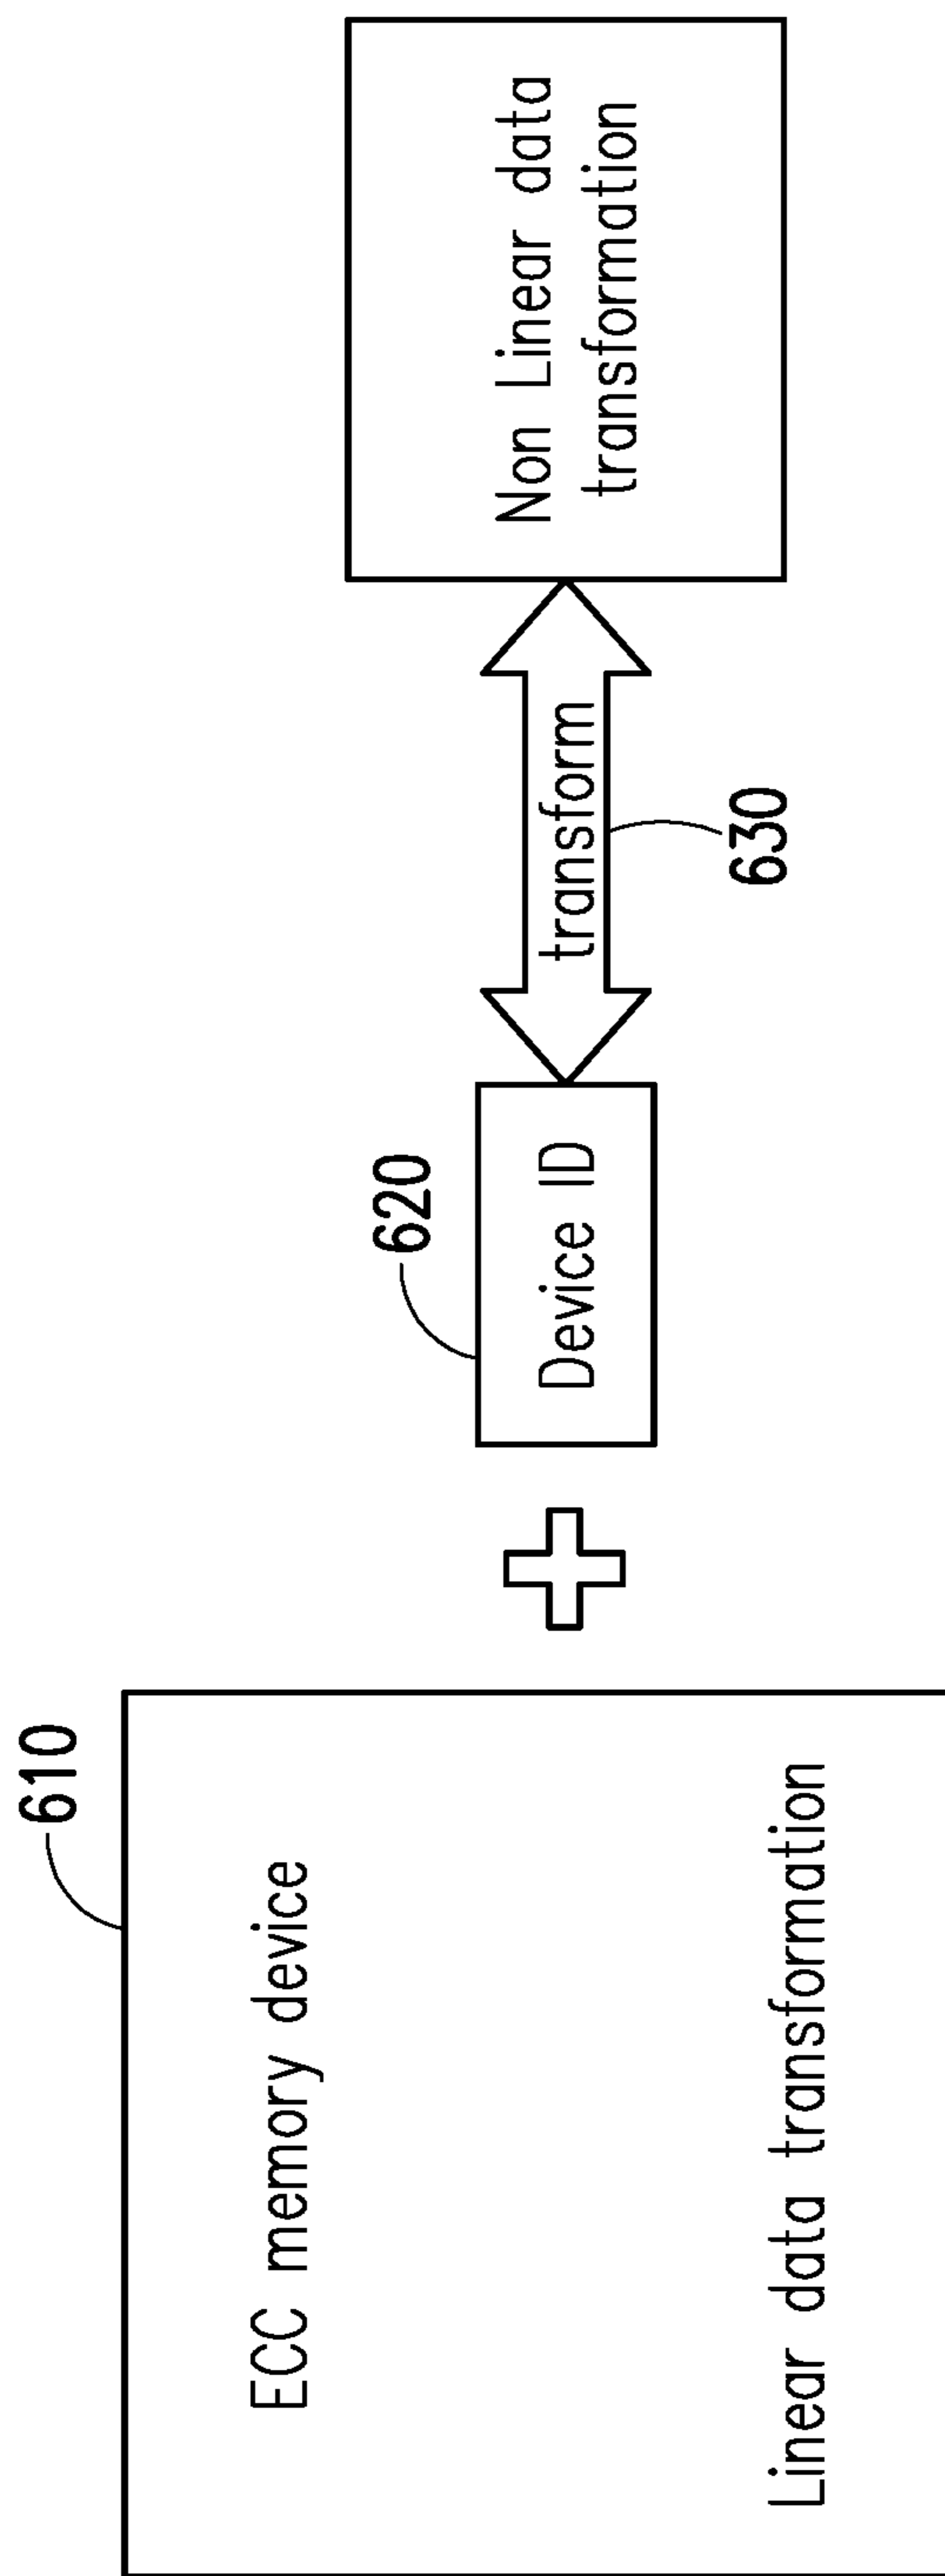 610
ECC memory device
Linear data transformation
620
Device ID
transform
630
Non Linear data
transformation